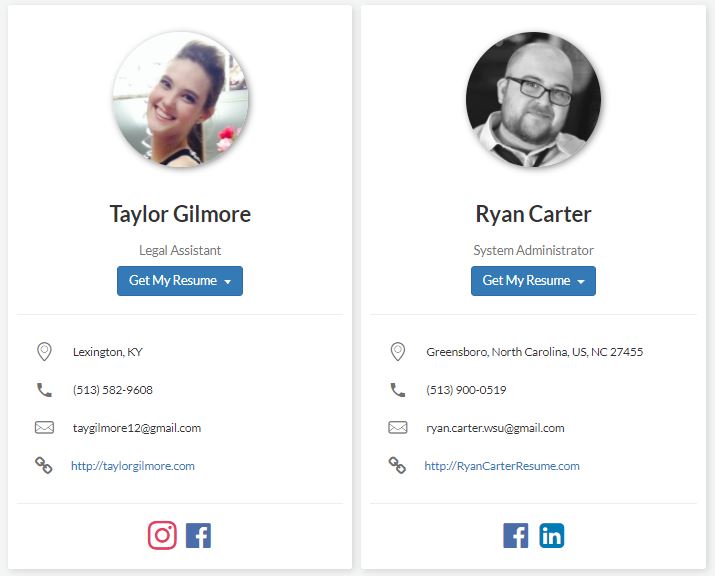 Taylor Gilmore
Legal Assistant
Get My Resume
Lexington, KY
(513) 582-9608
taygilmore12@gmail.com
http://taylorgilmore.com
Ryan Carter
System Administrator
Get My Resume
Greensboro, North Carolina, US, NC 27455
(513) 900-0519
ryan.carter.wsu@gmail.com
http://RyanCarterResume.com
f
f
in